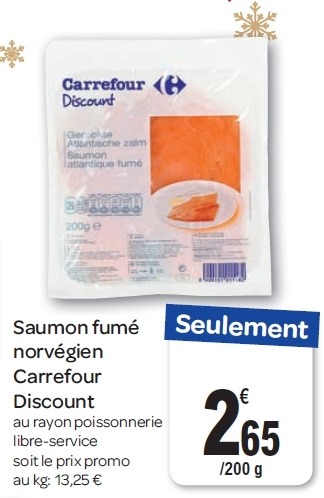 Carrefour
Discount
Gerookte
Atlantische zalm
Saumon
atlantique fumé
200g e
Saumon fumé
norvégien
Carrefour
Discount
au rayon poissonnerie
libre-service
soit le prix promo
au kg: 13,25 €
Seulement
2€65
/200 g